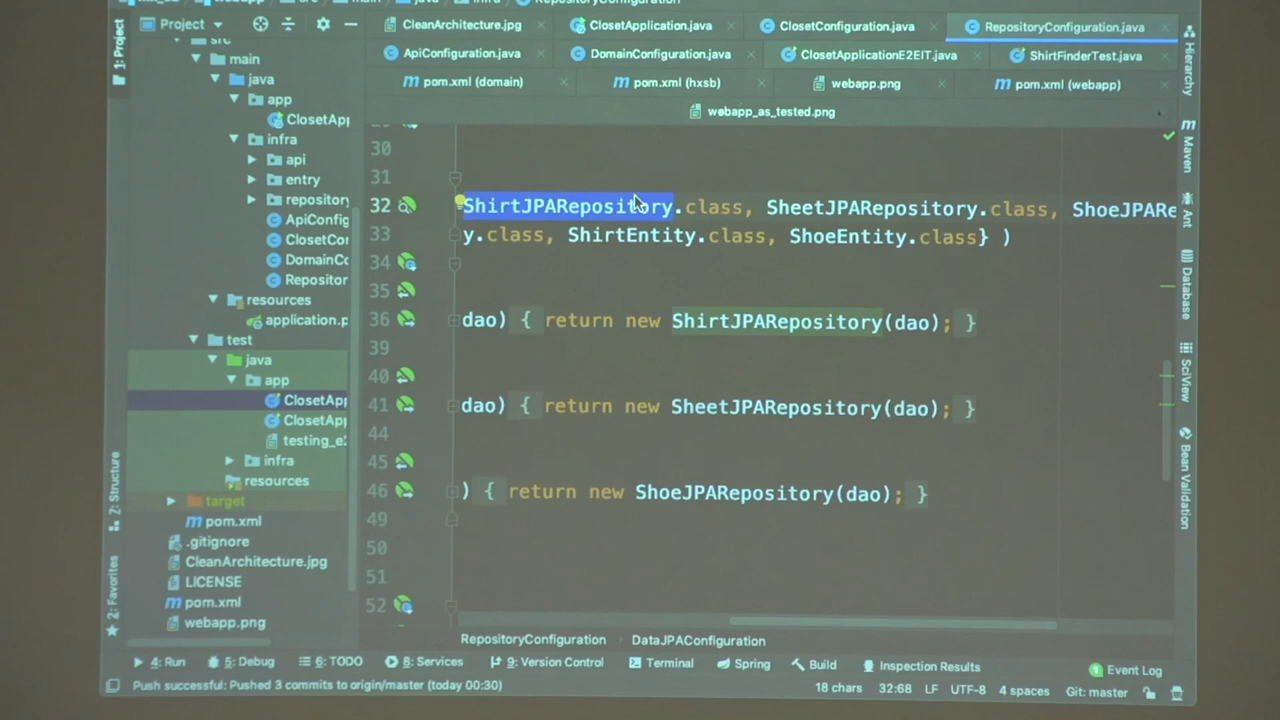 RepositoryConfiguration
Project
CleanArchitecture.jpg
ClosetApplication.java
ClosetConfiguration.java
RepositoryConfiguration.java
ApiConfiguration.java
DomainConfiguration.java
ClosetApplicationE2EIT.java
ShirtFinderTest.java
pom.xml (domain)
pom.xml (hxsb)
webapp.png
pom.xml (webapp)
webapp_as_tested.png
1: Project
7: Structure
2: Favorites
src
main
java
app
ClosetApp
infra
api
entry
repository
ApiConfig
ClosetCor
DomainCo
Repositor
resources
application.p
test
java
app
ClosetApp
ClosetApp
testing_e2
infra
resources
target
pom.xml
.gitignore
CleanArchitecture.jpg
LICENSE
pom.xml
webapp.png
30
31
32 ShirtJPARepository.class, SheetJPARepository.class, ShoeJPARe
33 y.class, ShirtEntity.class, ShoeEntity.class} )
34
35
36 dao) { return new ShirtJPARepository(dao); }
39
40
41 dao) { return new SheetJPARepository(dao); }
44
45
46 ) { return new ShoeJPARepository(dao); }
49
50
51
52
Hierarchy
Maven
Ant
Database
SciView
Bean Validation
RepositoryConfiguration › DataJPAConfiguration
4: Run
5: Debug
6: TODO
8: Services
9: Version Control
Terminal
Spring
Build
Inspection Results
1 Event Log
Push successful: Pushed 3 commits to origin/master (today 00:30)
18 chars 32:68 LF UTF-8 4 spaces Git: master